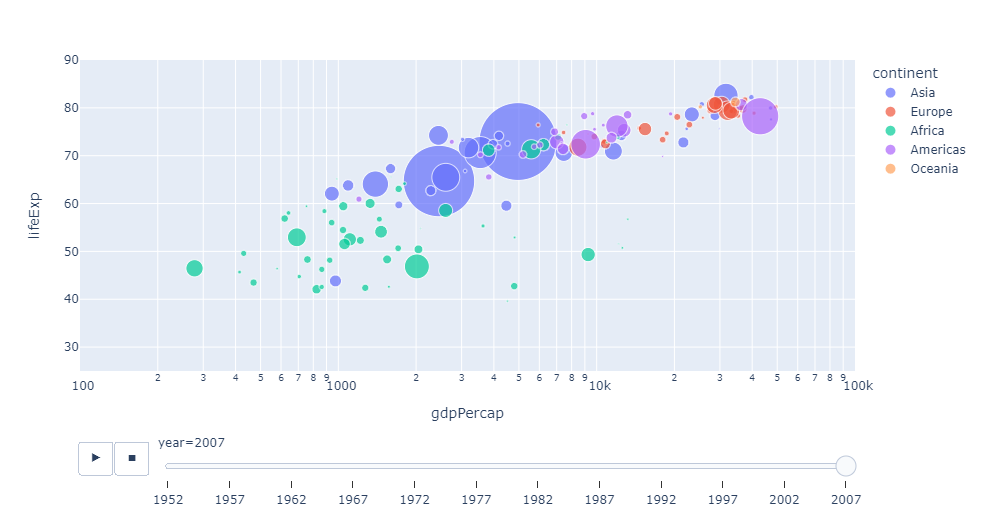 continent
Asia
Europe
Africa
Americas
Oceania
90
80
70
60
50
40
30
lifeExp
2 3 4 5 6 7 8 9 2 3 4 5 6 7 8 9 2 3 4 5 6 7 8 9
100 1000 10k 100k
gdpPercap
year=2007
1952 1957 1962 1967 1972 1977 1982 1987 1992 1997 2002 2007